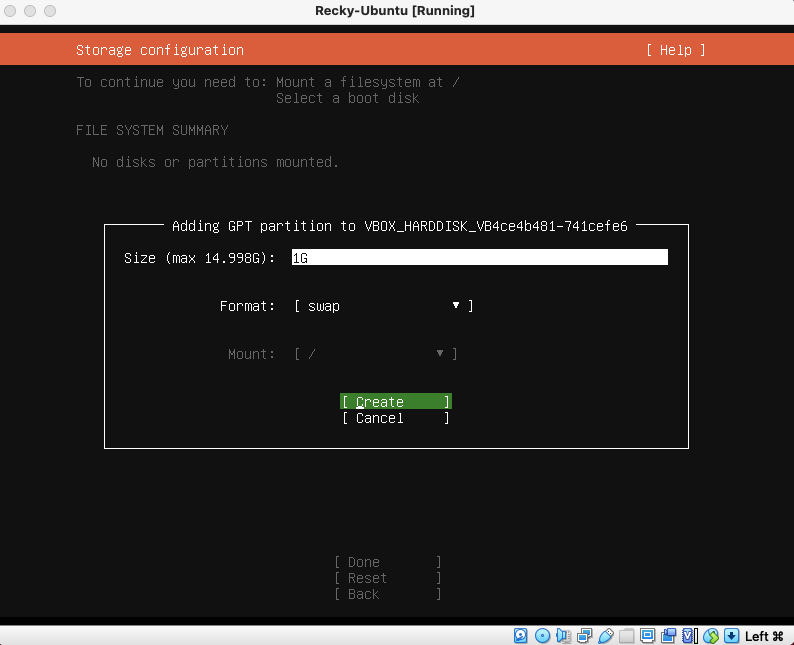 Recky-Ubuntu [Running]
Storage configuration [ Help ]
To continue you need to: Mount a filesystem at /
Select a boot disk
FILE SYSTEM SUMMARY
No disks or partitions mounted.
Adding GPT partition to VBOX_HARDDISK_VB4ce4b481-741cefe6
Size (max 14.998G): 1G
Format: [ swap ▼ ]
Mount: [ / ▼ ]
[ Create ]
[ Cancel ]
[ Done ]
[ Reset ]
[ Back ]
Left ⌘